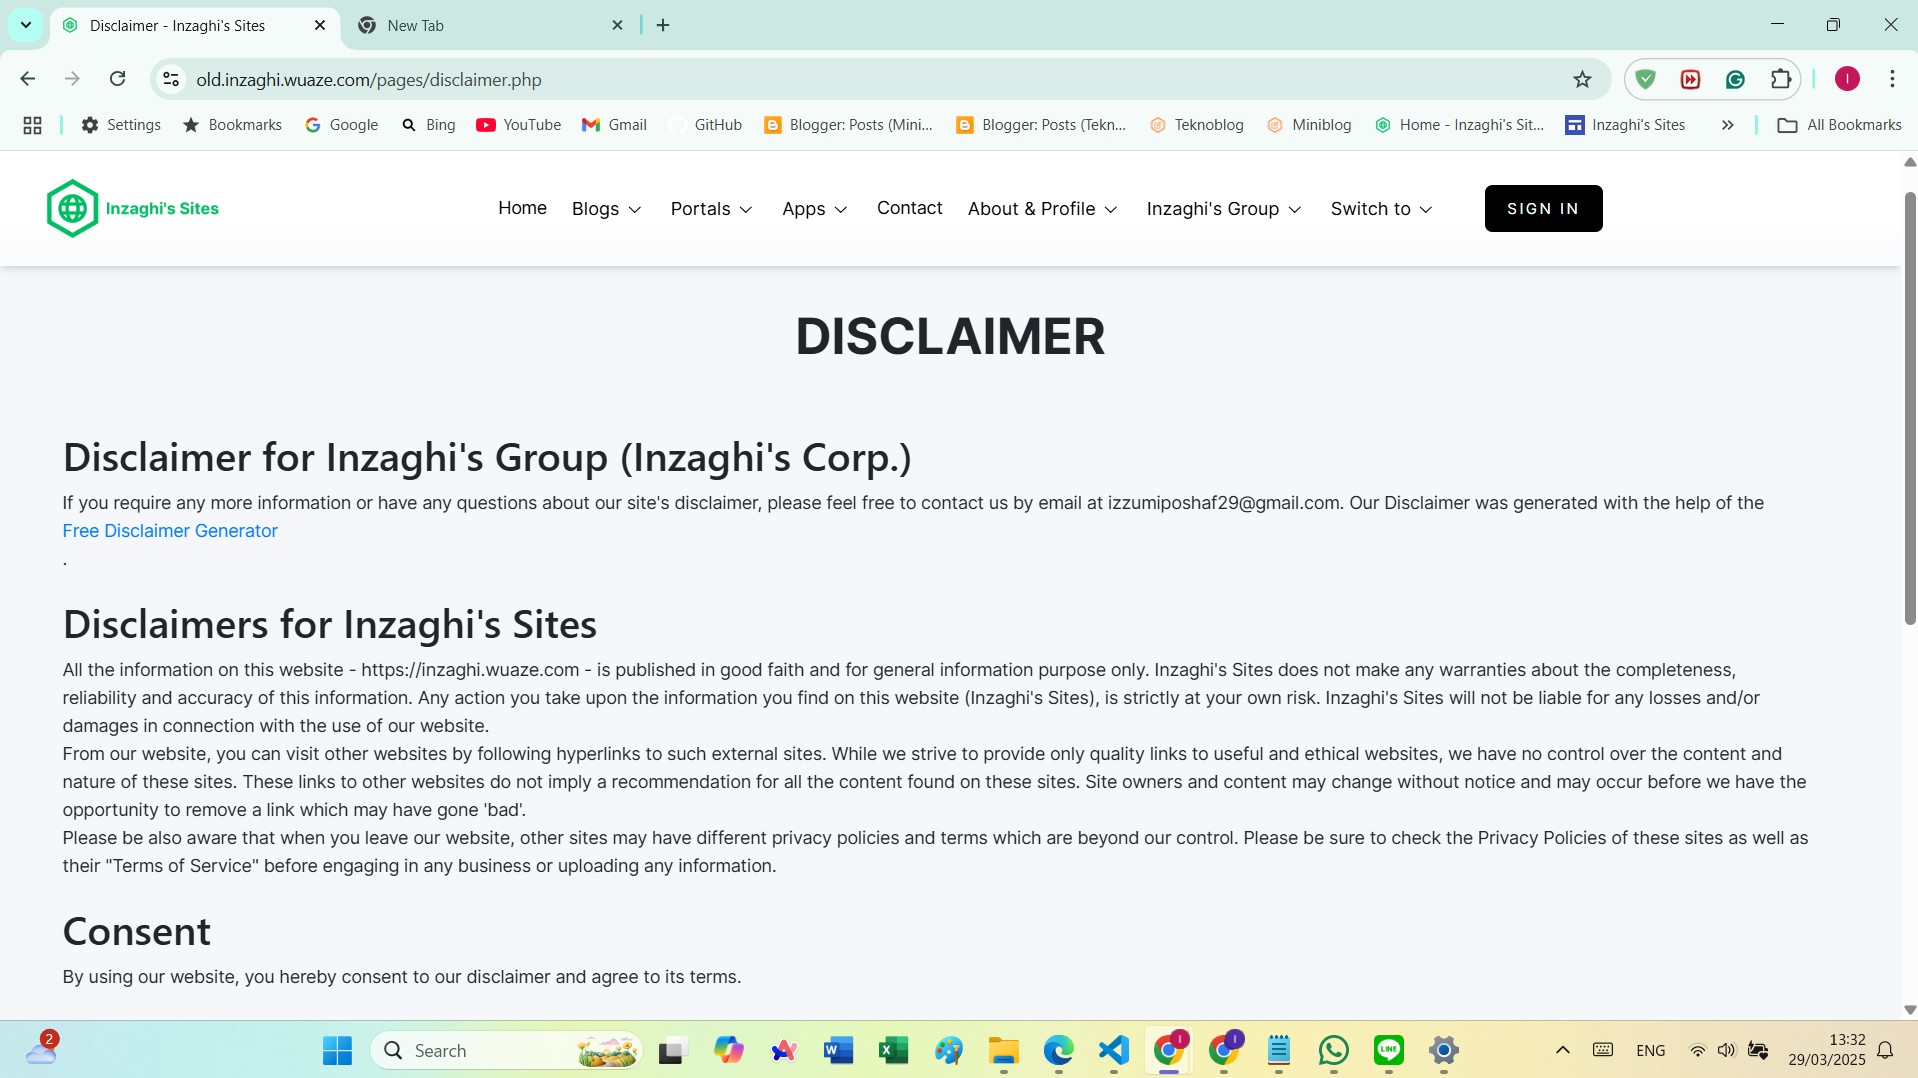 Disclaimer - Inzaghi's Sites
New Tab
old.inzaghi.wuaze.com/pages/disclaimer.php
I
Settings
Bookmarks
Google
Bing
YouTube
Gmail
GitHub
Blogger: Posts (Mini...
Blogger: Posts (Tekn...
Teknoblog
Miniblog
Home - Inzaghi's Sit...
Inzaghi's Sites
All Bookmarks
Inzaghi's Sites
Home
Blogs
Portals
Apps
Contact
About & Profile
Inzaghi's Group
Switch to
SIGN IN
DISCLAIMER
Disclaimer for Inzaghi's Group (Inzaghi's Corp.)
If you require any more information or have any questions about our site's disclaimer, please feel free to contact us by email at izzumiposhaf29@gmail.com. Our Disclaimer was generated with the help of the
Free Disclaimer Generator
.
Disclaimers for Inzaghi's Sites
All the information on this website - https://inzaghi.wuaze.com - is published in good faith and for general information purpose only. Inzaghi's Sites does not make any warranties about the completeness,
reliability and accuracy of this information. Any action you take upon the information you find on this website (Inzaghi's Sites), is strictly at your own risk. Inzaghi's Sites will not be liable for any losses and/or
damages in connection with the use of our website.
From our website, you can visit other websites by following hyperlinks to such external sites. While we strive to provide only quality links to useful and ethical websites, we have no control over the content and
nature of these sites. These links to other websites do not imply a recommendation for all the content found on these sites. Site owners and content may change without notice and may occur before we have the
opportunity to remove a link which may have gone 'bad'.
Please be also aware that when you leave our website, other sites may have different privacy policies and terms which are beyond our control. Please be sure to check the Privacy Policies of these sites as well as
their "Terms of Service" before engaging in any business or uploading any information.
Consent
By using our website, you hereby consent to our disclaimer and agree to its terms.
2
Search
I
I
LINE
ENG
13:32
29/03/2025